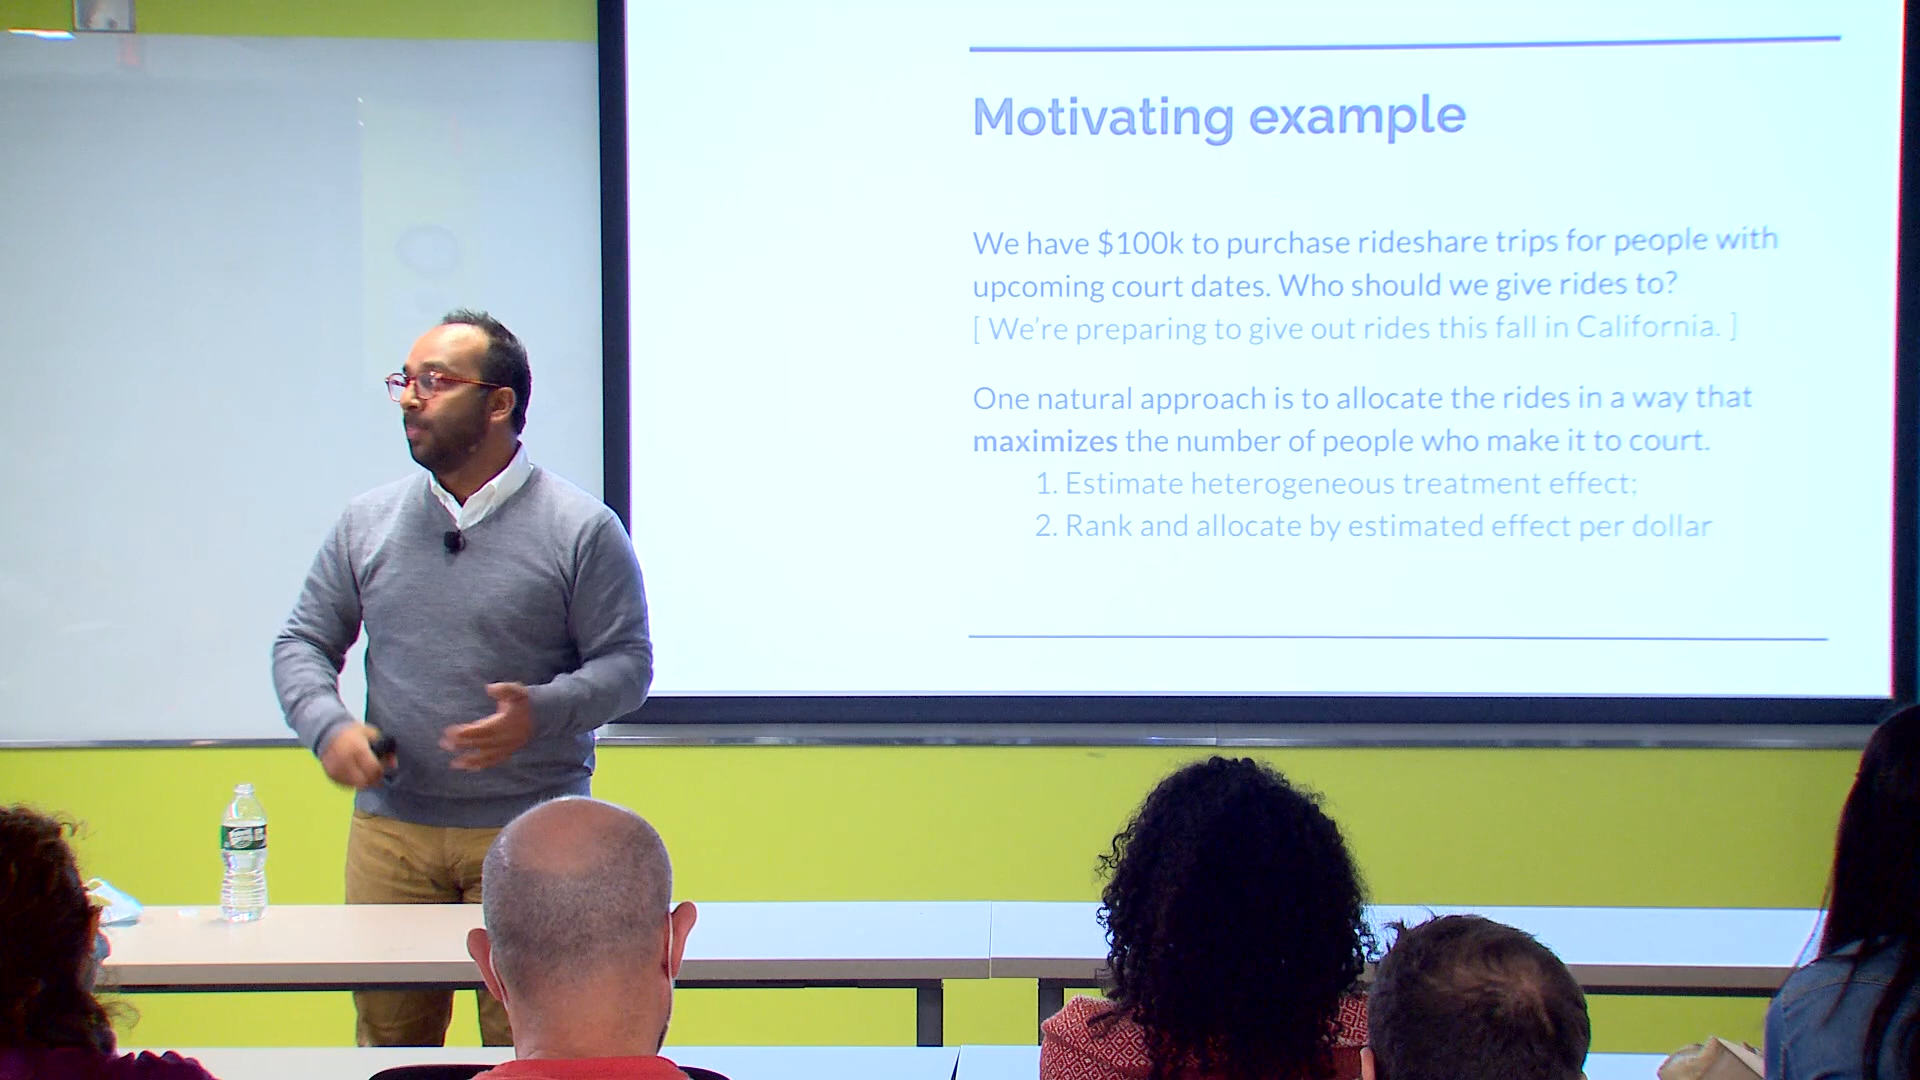 Motivating example
We have $100k to purchase rideshare trips for people with
upcoming court dates. Who should we give rides to?
[ We're preparing to give out rides this fall in California. ]
One natural approach is to allocate the rides in a way that
maximizes the number of people who make it to court.
1. Estimate heterogeneous treatment effect;
2. Rank and allocate by estimated effect per dollar